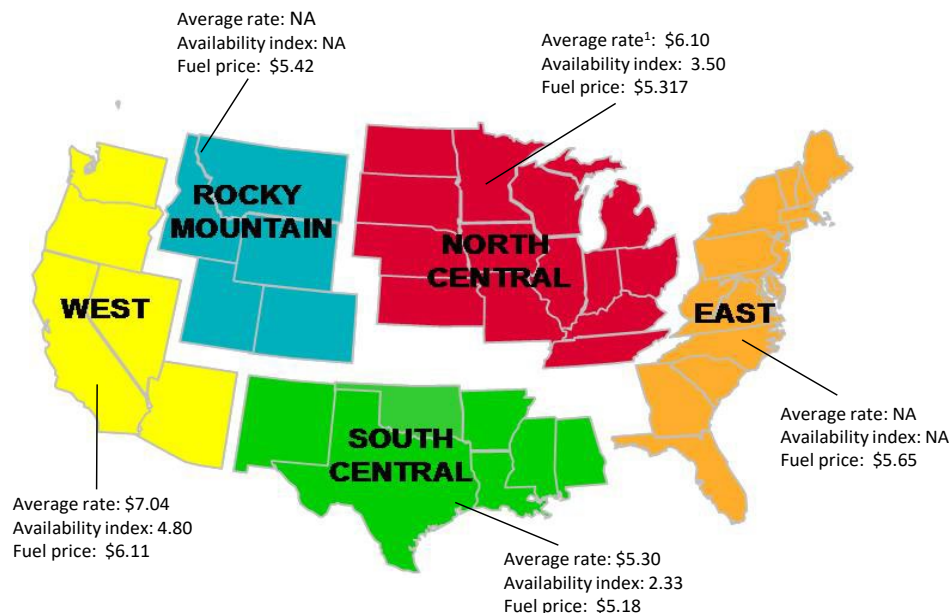 Average rate: NA
Availability index: NA
Fuel price: $5.42
Average rate¹: $6.10
Availability index: 3.50
Fuel price: $5.317
ROCKY
MOUNTAIN
NORTH
CENTRAL
WEST
EAST
SOUTH
CENTRAL
Average rate: NA
Availability index: NA
Fuel price: $5.65
Average rate: $7.04
Availability index: 4.80
Fuel price: $6.11
Average rate: $5.30
Availability index: 2.33
Fuel price: $5.18